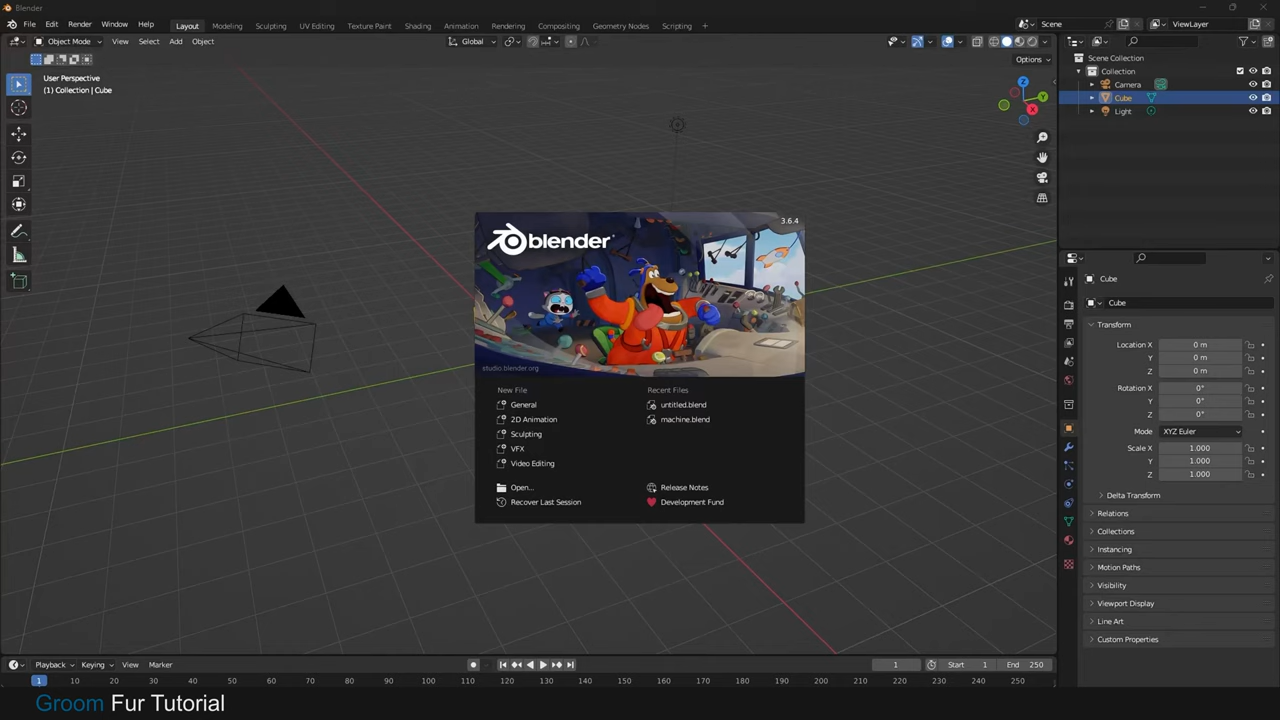 Blender
File Edit Render Window Help Layout Modeling Sculpting UV Editing Texture Paint Shading Animation Rendering Compositing Geometry Nodes Scripting + Scene ViewLayer
Object Mode View Select Add Object Global
Options
User Perspective
(1) Collection | Cube
Z
Y
X
Scene Collection
Collection
Camera
Cube
Light
blender
3.6.4
studio.blender.org
New File
General
2D Animation
Sculpting
VFX
Video Editing
Open...
Recover Last Session
Recent Files
untitled.blend
machine.blend
Release Notes
Development Fund
Cube
Cube
Transform
Location X 0 m
Y 0 m
Z 0 m
Rotation X 0°
Y 0°
Z 0°
Mode XYZ Euler
Scale X 1.000
Y 1.000
Z 1.000
Delta Transform
Relations
Collections
Instancing
Motion Paths
Visibility
Viewport Display
Line Art
Custom Properties
Playback Keying View Marker 1 Start 1 End 250
1 10 20 30 40 50 60 70 80 90 100 110 120 130 140 150 160 170 180 190 200 210 220 230 240 250
Groom Fur Tutorial